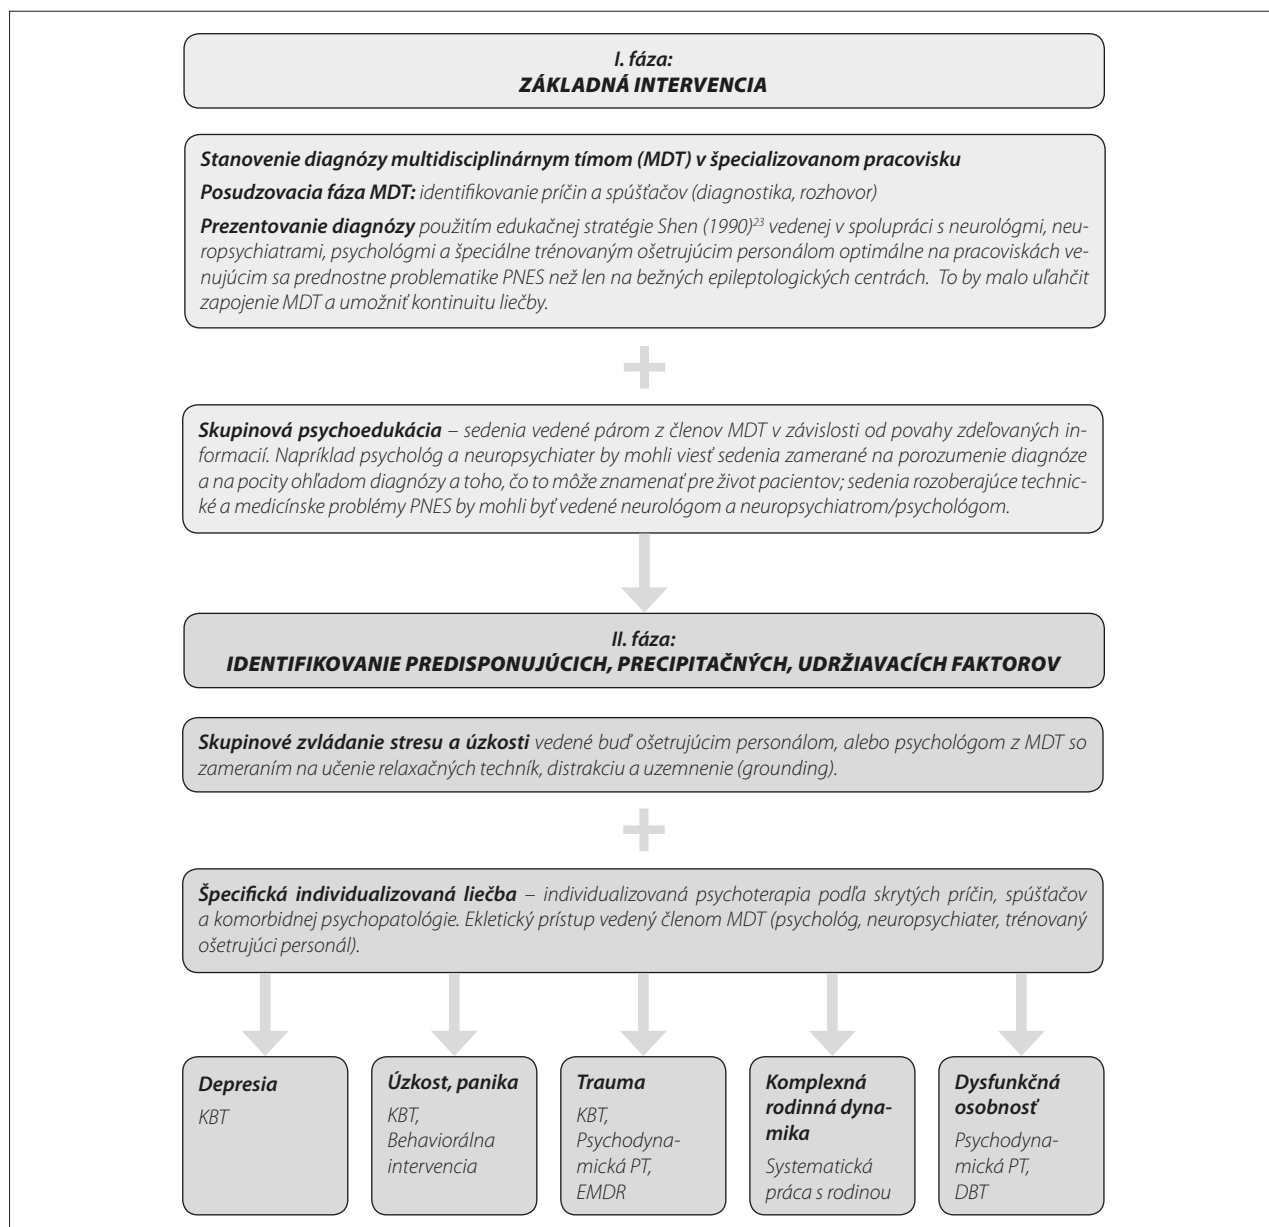 I. fáza:
ZÁKLADNÁ INTERVENCIA
Stanovenie diagnózy multidisciplinárnym tímom (MDT) v špecializovanom pracovisku
Posudzovacia fáza MDT: identifikovanie príčin a spúšťačov (diagnostika, rozhovor)
Prezentovanie diagnózy použitím edukačnej stratégie Shen (1990)23 vedenej v spolupráci s neurológmi, neu-
ropsychiatrami, psychológmi a špeciálne trénovaným ošetrujúcim personálom optimálne na pracoviskách ve-
nujúcim sa prednostne problematike PNES než len na bežných epileptologických centrách. To by malo uľahčit
zapojenie MDT a umožniť kontinuitu liečby.
Skupinová psychoedukácia – sedenia vedené párom z členov MDT v závislosti od povahy zdeľovaných in-
formacií. Napríklad psychológ a neuropsychiater by mohli viesť sedenia zamerané na porozumenie diagnóze
a na pocity ohľadom diagnózy a toho, čo to môže znamenať pre život pacientov; sedenia rozoberajúce technic-
ké a medicínske problémy PNES by mohli byť vedené neurológom a neuropsychiatrom/psychológom.
II. fáza:
IDENTIFIKOVANIE PREDISPONUJÚCICH, PRECIPITAČNÝCH, UDRŽIAVACÍCH FAKTOROV
Skupinové zvládanie stresu a úzkosti vedené buď ošetrujúcim personálom, alebo psychológom z MDT so
zameraním na učenie relaxačných techník, distrakciu a uzemnenie (grounding).
Špecifická individualizovaná liečba – individualizovaná psychoterapia podľa skrytých príčin, spúšťačov
a komorbidnej psychopatológie. Ekletický prístup vedený členom MDT (psychológ, neuropsychiater, trénovaný
ošetrujúci personál).
Depresia
KBT
Úzkost, panika
KBT,
Behaviorálna
intervencia
Trauma
KBT,
Psychodyna-
mická PT,
EMDR
Komplexná
rodinná dyna-
mika
Systematická
práca s rodinou
Dysfunkčná
osobnosť
Psychodyna-
mická PT,
DBT